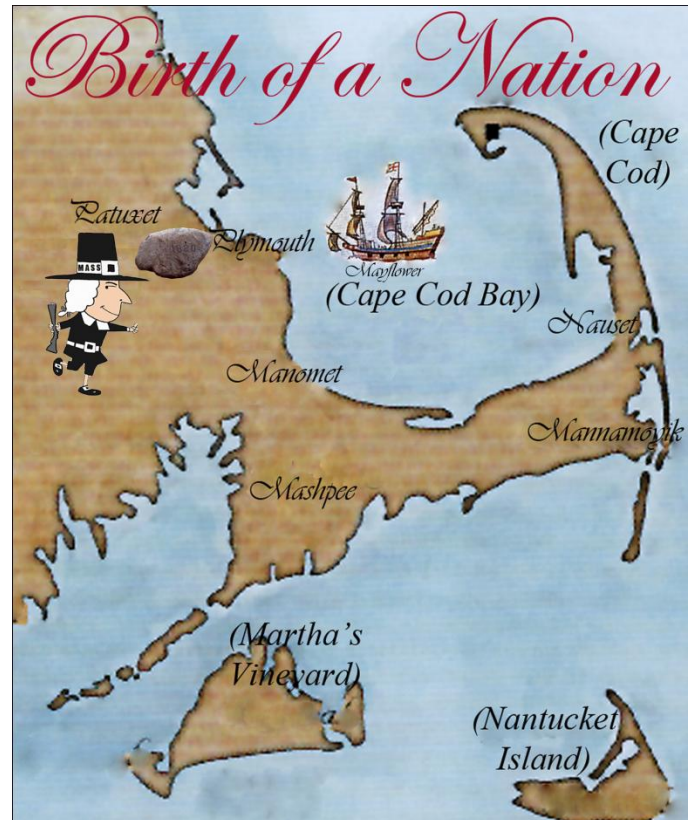 Birth of a Nation
(Cape
Cod)
Patuxet
Plymouth
MASS
Mayflower
(Cape Cod Bay)
Nauset
Manomet
Mannamoyik
Mashpee
(Martha's
Vineyard)
(Nantucket
Island)